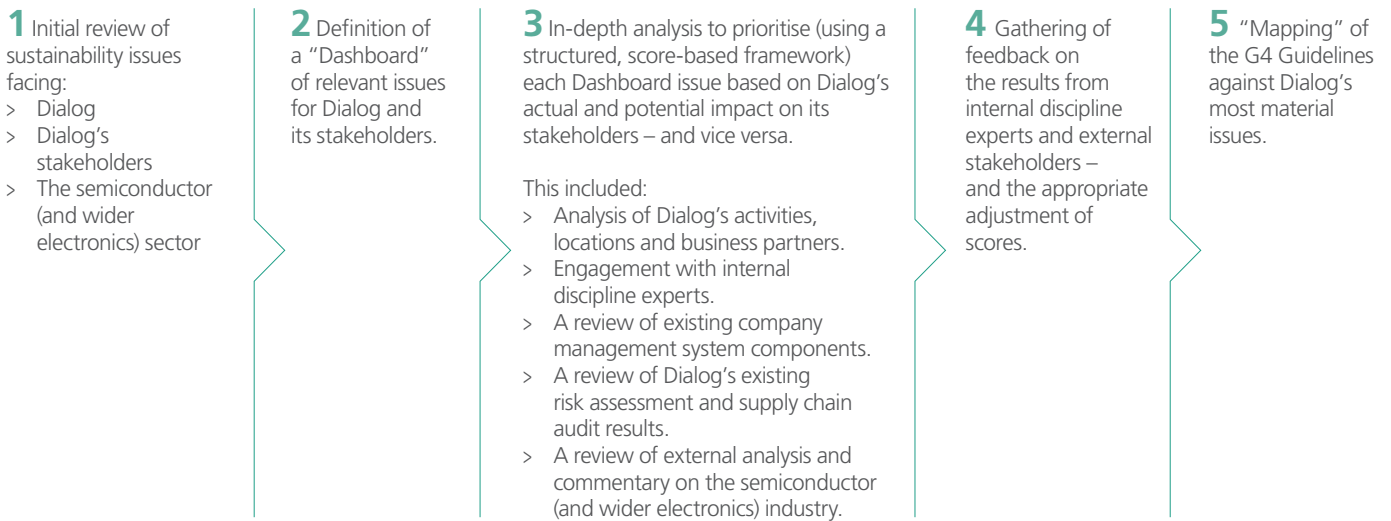 1 Initial review of
sustainability issues
facing:
> Dialog
> Dialog's
stakeholders
> The semiconductor
(and wider
electronics) sector
2 Definition of
a “Dashboard”
of relevant issues
for Dialog and
its stakeholders.
3 In-depth analysis to prioritise (using a
structured, score-based framework)
each Dashboard issue based on Dialog's
actual and potential impact on its
stakeholders – and vice versa.
This included:
> Analysis of Dialog's activities,
locations and business partners.
> Engagement with internal
discipline experts.
> A review of existing company
management system components.
> A review of Dialog's existing
risk assessment and supply chain
audit results.
> A review of external analysis and
commentary on the semiconductor
(and wider electronics) industry.
4 Gathering of
feedback on
the results from
internal discipline
experts and external
stakeholders –
and the appropriate
adjustment of
scores.
5 “Mapping” of
the G4 Guidelines
against Dialog's
most material
issues.